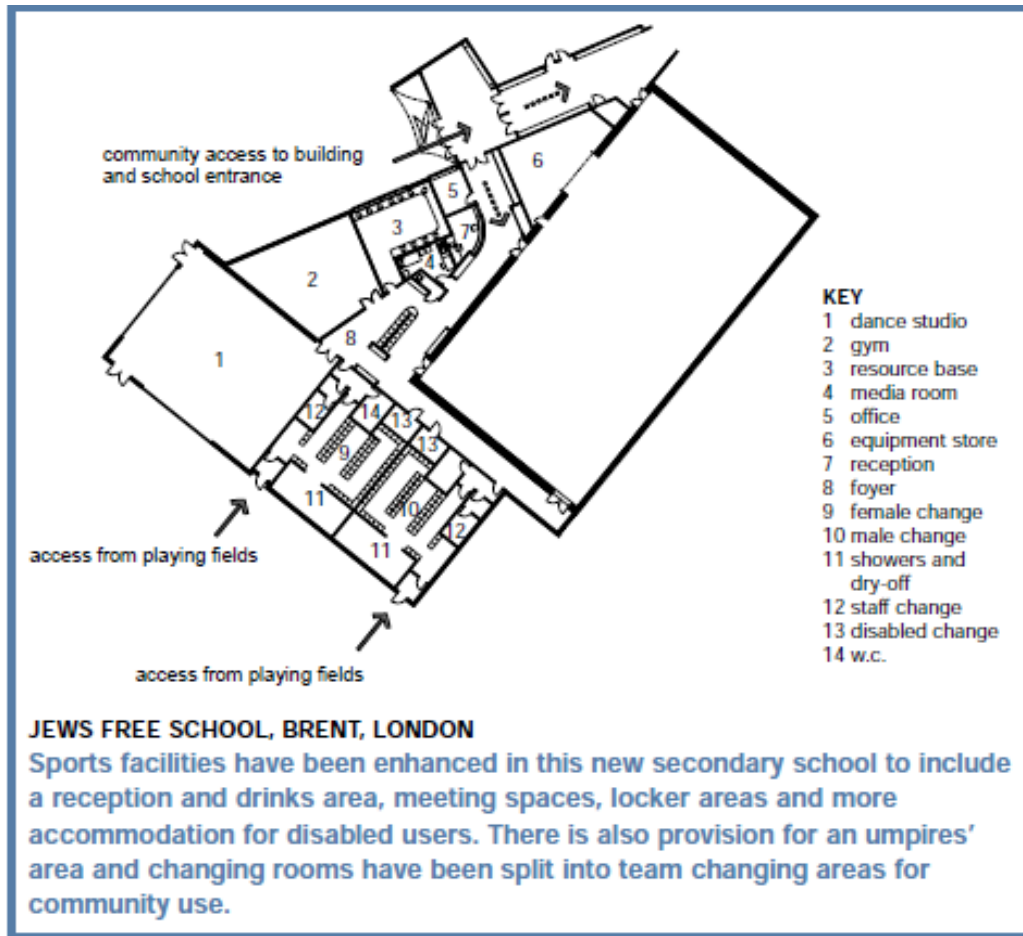 community access to building
and school entrance
6
5
3
7
4
2
8
1
12
14
13
13
9
11
10
12
11
access from playing fields
access from playing fields
KEY
1 dance studio
2 gym
3 resource base
4 media room
5 office
6 equipment store
7 reception
8 foyer
9 female change
10 male change
11 showers and
dry-off
12 staff change
13 disabled change
14 w.c.
JEWS FREE SCHOOL, BRENT, LONDON
Sports facilities have been enhanced in this new secondary school to include
a reception and drinks area, meeting spaces, locker areas and more
accommodation for disabled users. There is also provision for an umpires’
area and changing rooms have been split into team changing areas for
community use.